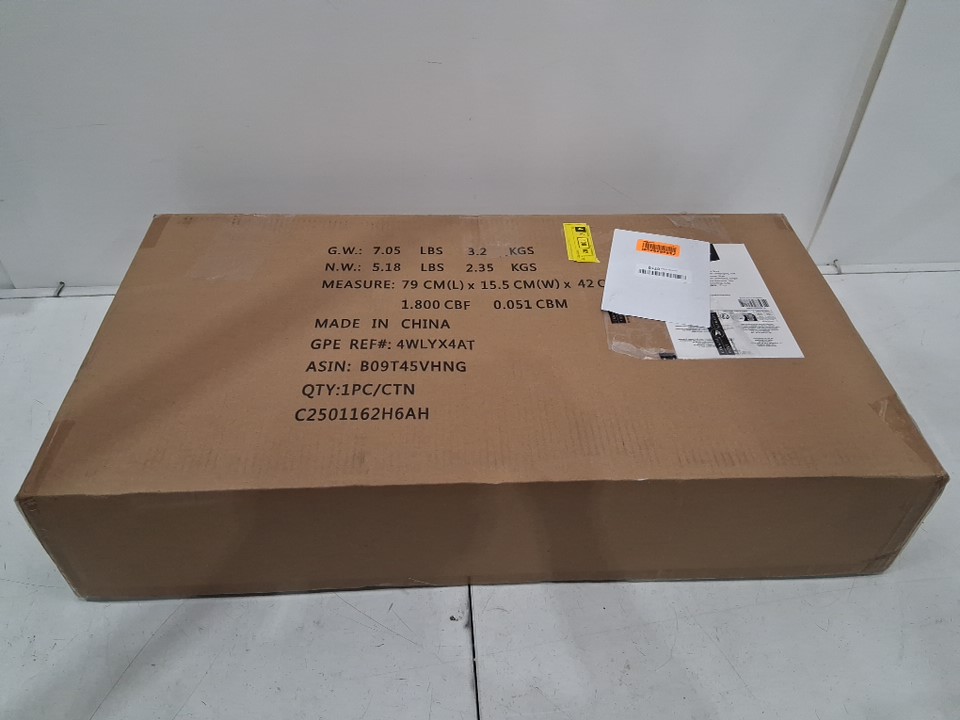 G.W.: 7.05 LBS 3.2 KGS
N.W.: 5.18 LBS 2.35 KGS
MEASURE: 79 CM(L) x 15.5 CM(W) x 42 C
1.800 CBF 0.051 CBM
MADE IN CHINA
GPE REF#: 4WLYX4AT
ASIN: B09T45VHNG
QTY:1PC/CTN
C2501162H6AH